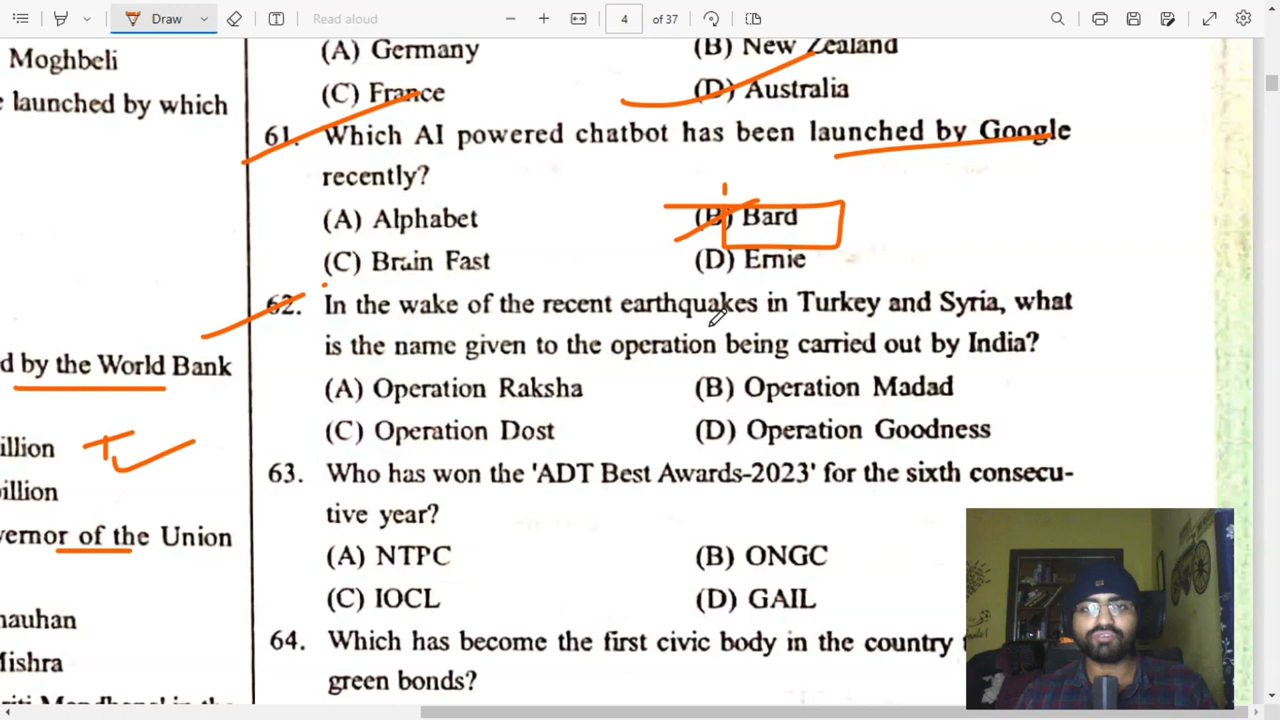 Draw
Read aloud
4
of 37
Moghbeli
launched by which
d by the World Bank
illion
illion
vernor of the Union
hauhan
Mishra
(A) Germany
(B) New Zealand
(C) France
(D) Australia
61. Which AI powered chatbot has been launched by Google
recently?
(A) Alphabet
(B) Bard
(C) Brain Fast
(D) Ernie
62. In the wake of the recent earthquakes in Turkey and Syria, what
is the name given to the operation being carried out by India?
(A) Operation Raksha
(B) Operation Madad
(C) Operation Dost
(D) Operation Goodness
63. Who has won the 'ADT Best Awards-2023' for the sixth consecu-
tive year?
(A) NTPC
(B) ONGC
(C) IOCL
(D) GAIL
64. Which has become the first civic body in the country
green bonds?